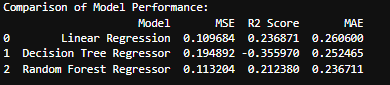 Comparison of Model Performance:
Model MSE R2 Score MAE
0 Linear Regression 0.109684 0.236871 0.260600
1 Decision Tree Regressor 0.194892 -0.355970 0.252465
2 Random Forest Regressor 0.113204 0.212380 0.236711